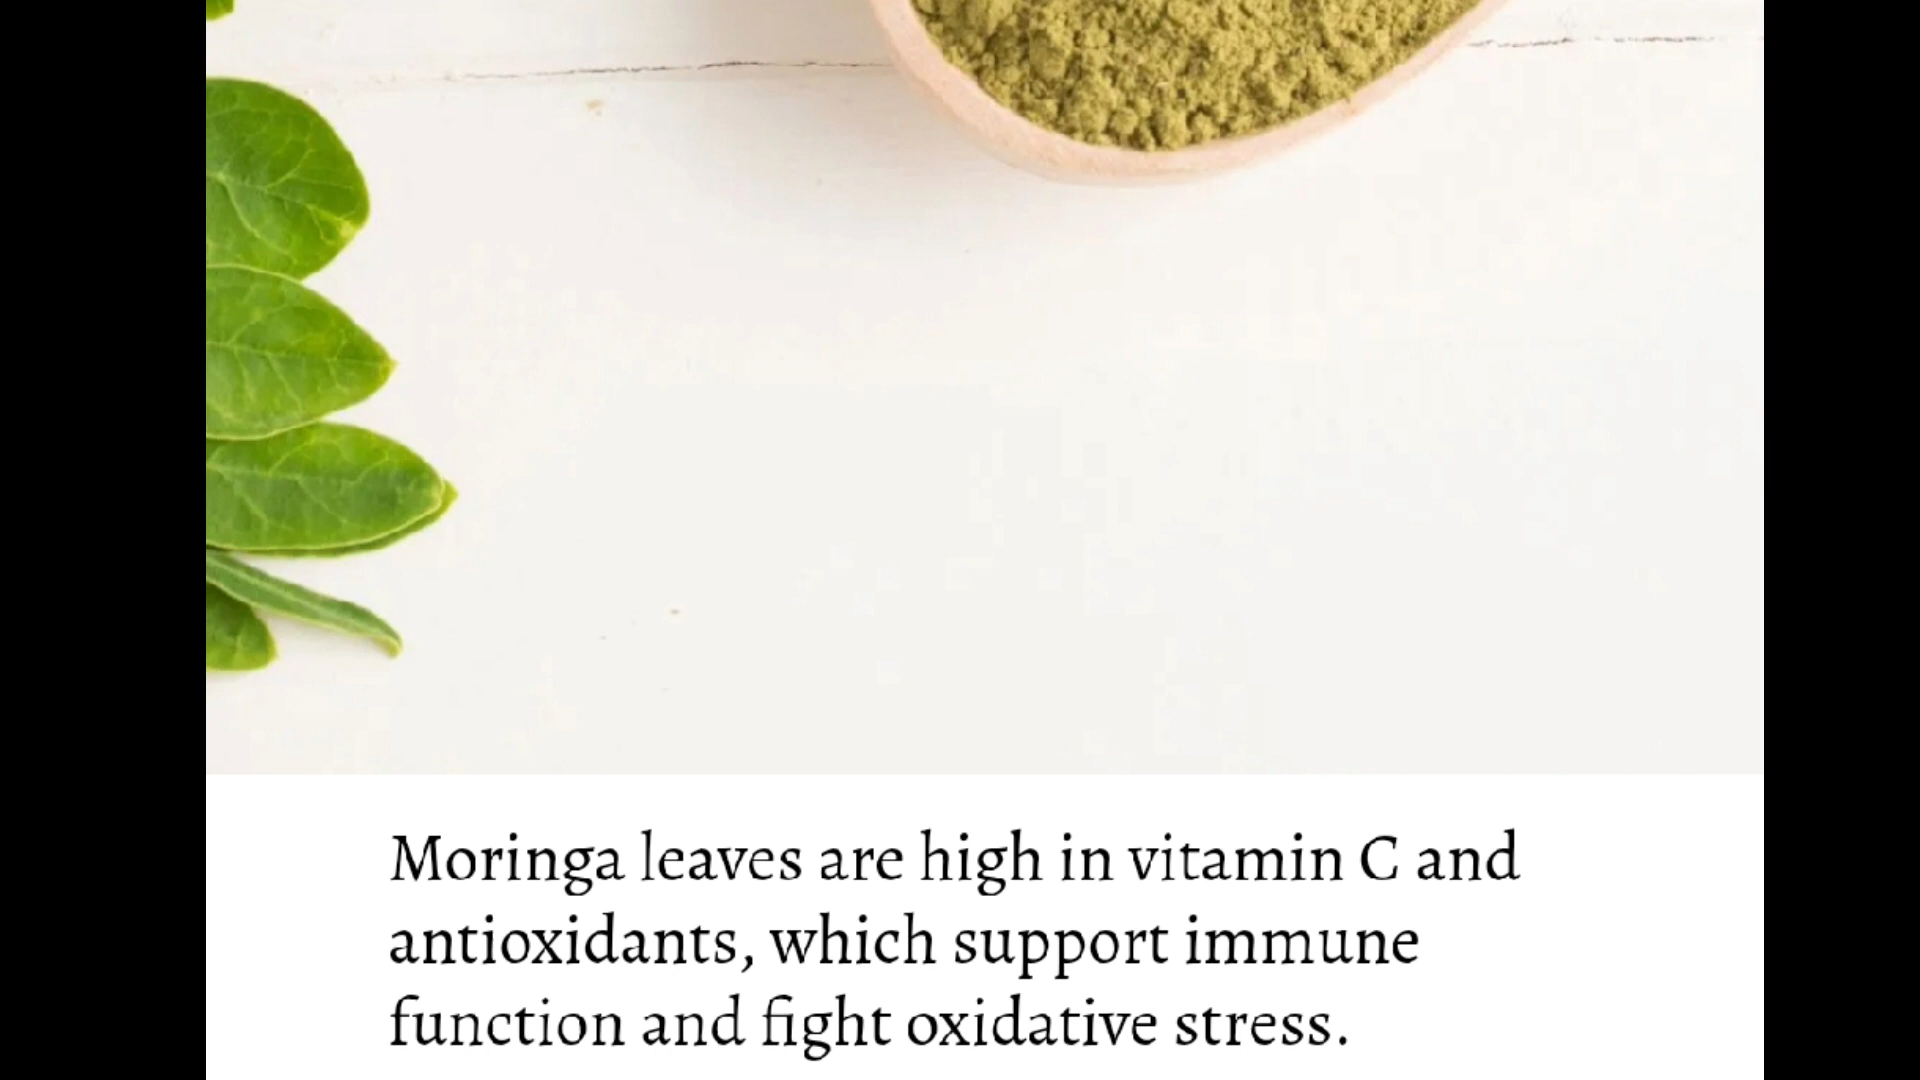 Moringa leaves are high in vitamin C and
antioxidants, which support immune
function and fight oxidative stress.